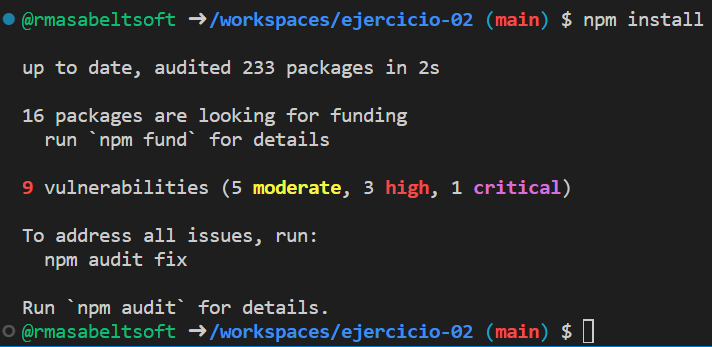 @rmasabeltsoft ➜/workspaces/ejercicio-02 (main) $ npm install
up to date, audited 233 packages in 2s
16 packages are looking for funding
run `npm fund` for details
9 vulnerabilities (5 moderate, 3 high, 1 critical)
To address all issues, run:
npm audit fix
Run `npm audit` for details.
@rmasabeltsoft ➜/workspaces/ejercicio-02 (main) $